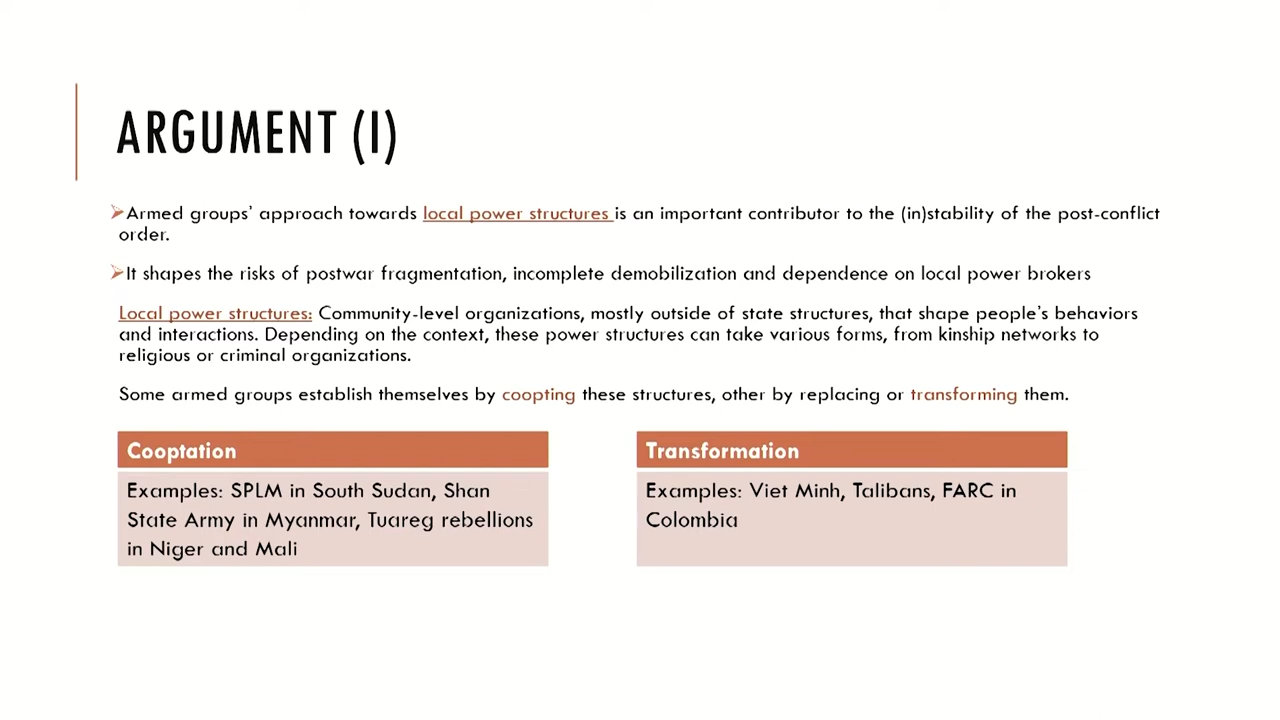 ARGUMENT (I)
➢Armed groups’ approach towards local power structures is an important contributor to the (in)stability of the post-conflict
order.
➢It shapes the risks of postwar fragmentation, incomplete demobilization and dependence on local power brokers
Local power structures: Community-level organizations, mostly outside of state structures, that shape people’s behaviors
and interactions. Depending on the context, these power structures can take various forms, from kinship networks to
religious or criminal organizations.
Some armed groups establish themselves by coopting these structures, other by replacing or transforming them.
Cooptation
Examples: SPLM in South Sudan, Shan
State Army in Myanmar, Tuareg rebellions
in Niger and Mali
Transformation
Examples: Viet Minh, Talibans, FARC in
Colombia